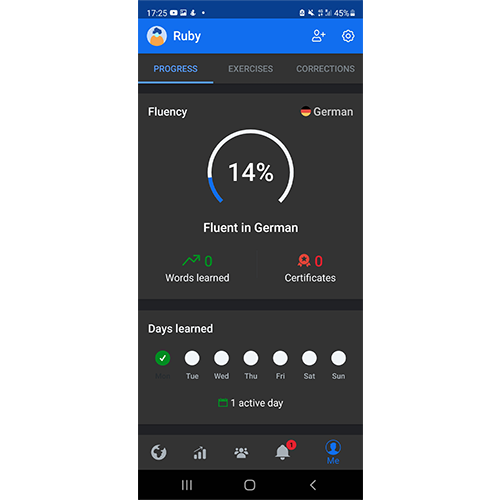 17:25 45%
Ruby
PROGRESS EXERCISES CORRECTIONS
Fluency German
14%
Fluent in German
0 0
Words learned Certificates
Days learned
Mon Tue Wed Thu Fri Sat Sun
1 active day
1
Me